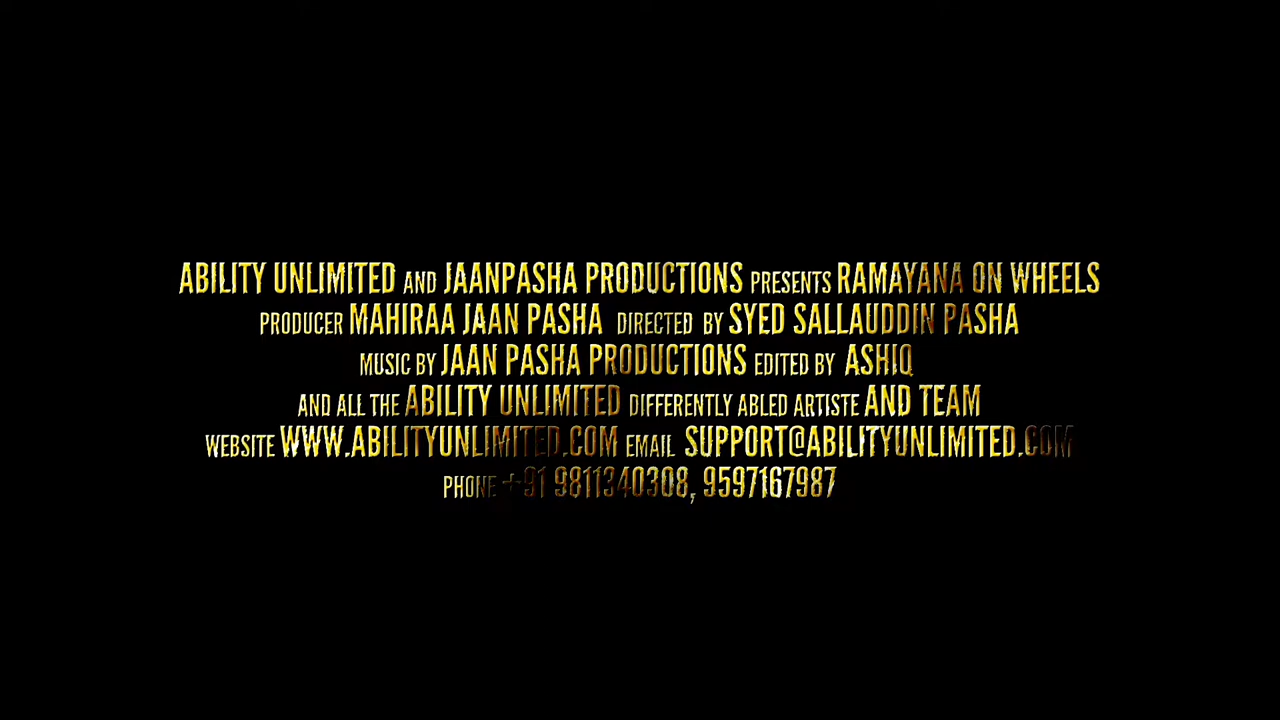 ABILITY UNLIMITED AND JAANPASHA PRODUCTIONS PRESENTS RAMAYANA ON WHEELS
PRODUCER MAHIRAA JAAN PASHA DIRECTED BY SYED SALLAUDDIN PASHA
MUSIC BY JAAN PASHA PRODUCTIONS EDITED BY ASHIQ
AND ALL THE ABILITY UNLIMITED DIFFERENTLY ABLED ARTISTE AND TEAM
WEBSITE WWW.ABILITYUNLIMITED.COM EMAIL SUPPORT@ABILITYUNLIMITED.COM
PHONE +91 9811340308, 9597167987